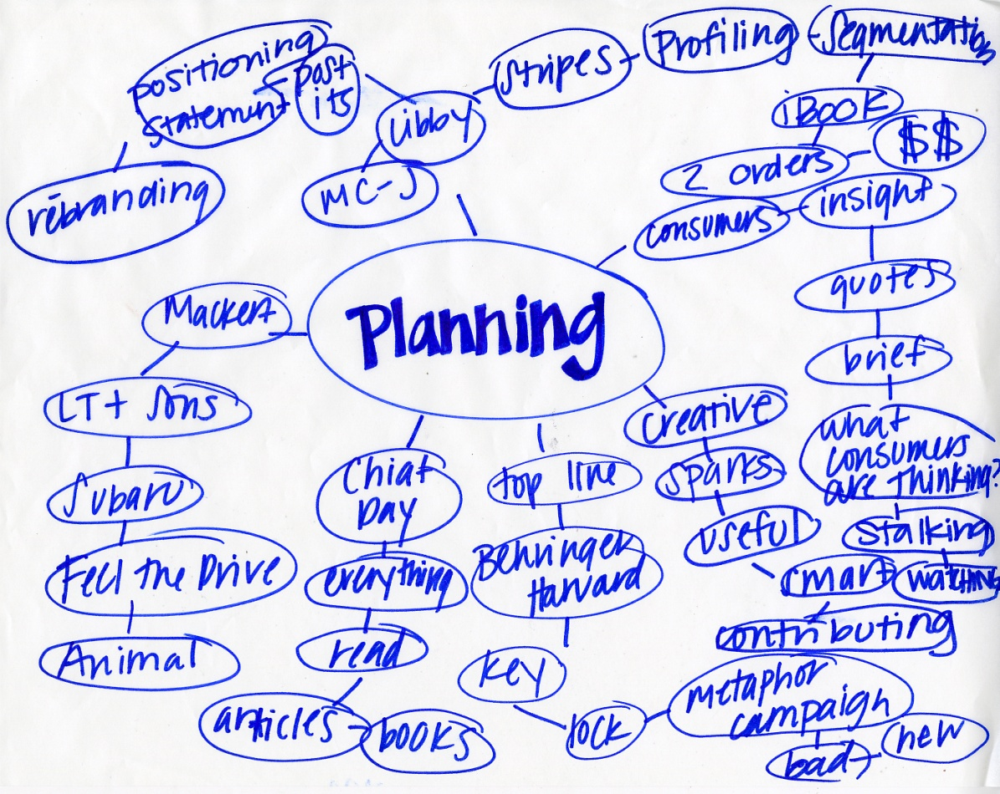 positioning
statement
post
its
Libby
stripes
Profiling
Segmentation
iBook
$$
2 orders
MC-J
rebranding
consumers
insight
quotes
brief
what
consumers
are thinking?
stalking
watching
Planning
Mackert
LT + Sons
Subaru
Feel the Drive
Animal
Chiat
Day
everything
read
articles
books
top line
Behringer
Harvard
key
lock
metaphor
campaign
bad
new
creative
sparks
useful
smart
contributing